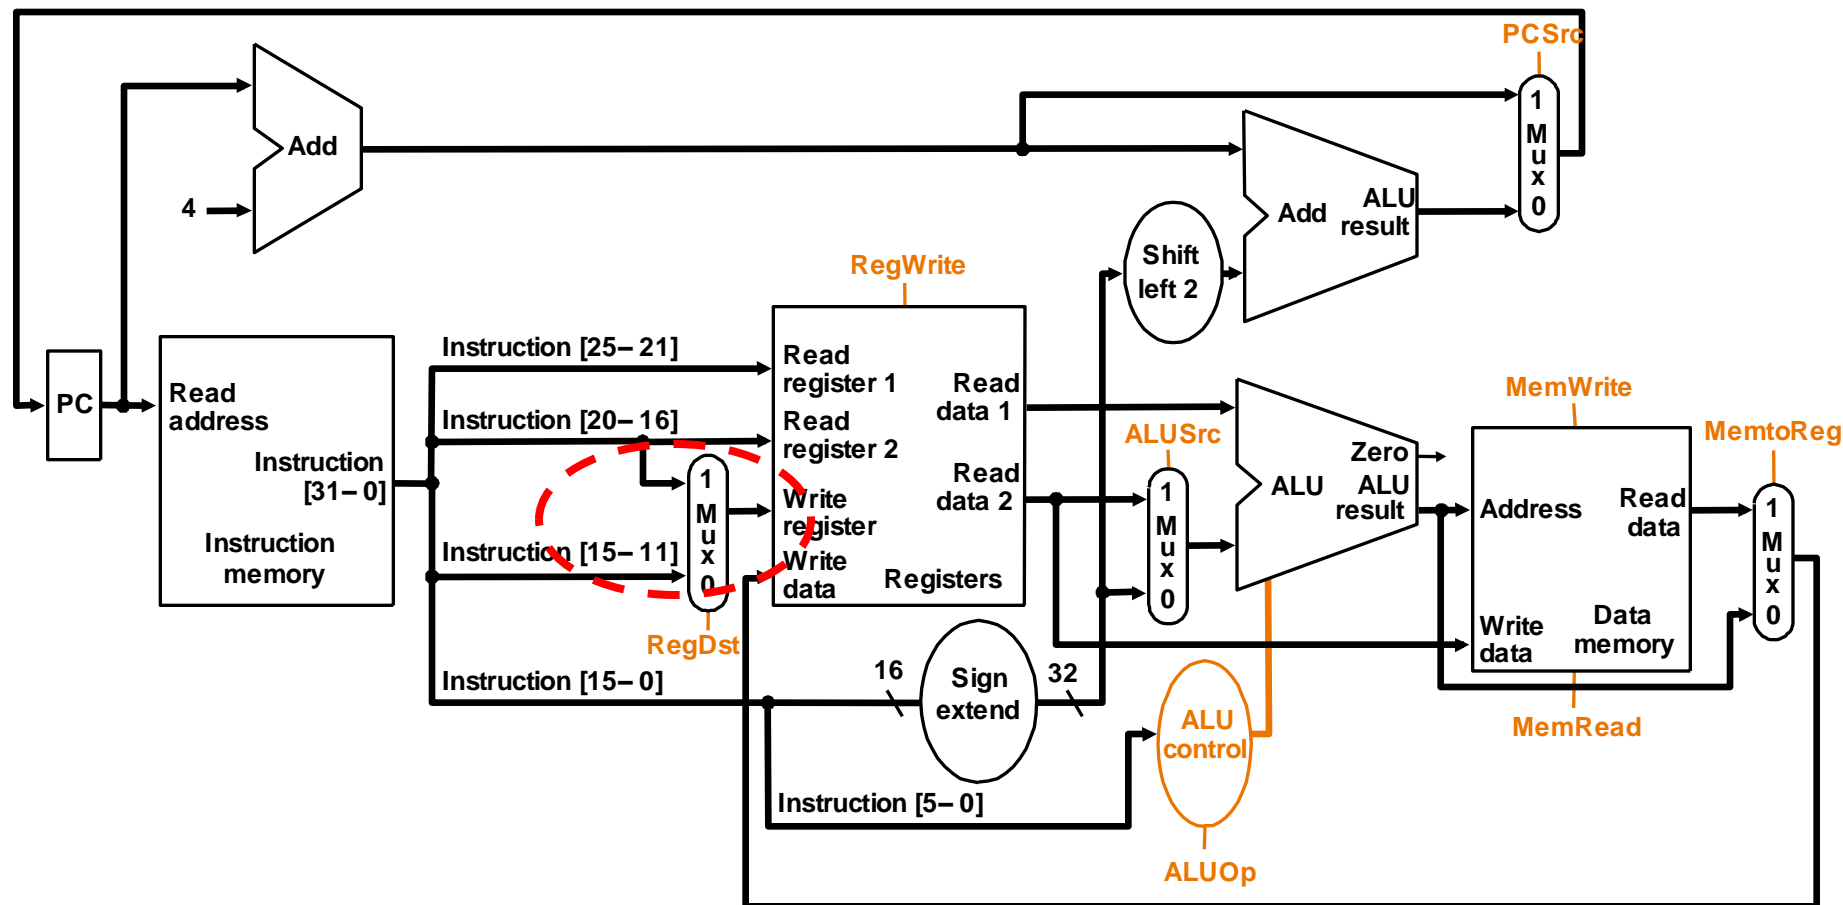 PCSrc
1
M
u
x
0
Add
4
Add
ALU
result
Shift
left 2
RegWrite
PC
Read
address
Instruction
[31– 0]
Instruction
memory
Instruction [25– 21]
Instruction [20– 16]
1
M
u
x
0
Instruction [15– 11]
RegDst
Instruction [15– 0]
Read
register 1
Read
register 2
Write
register
Write
data
Read
data 1
Read
data 2
Registers
16
Sign
extend
32
Instruction [5– 0]
ALUSrc
1
M
u
x
0
Zero
ALU
ALU
result
ALU
control
ALUOp
MemWrite
Address
Read
data
Write
data
Data
memory
MemRead
MemtoReg
1
M
u
x
0